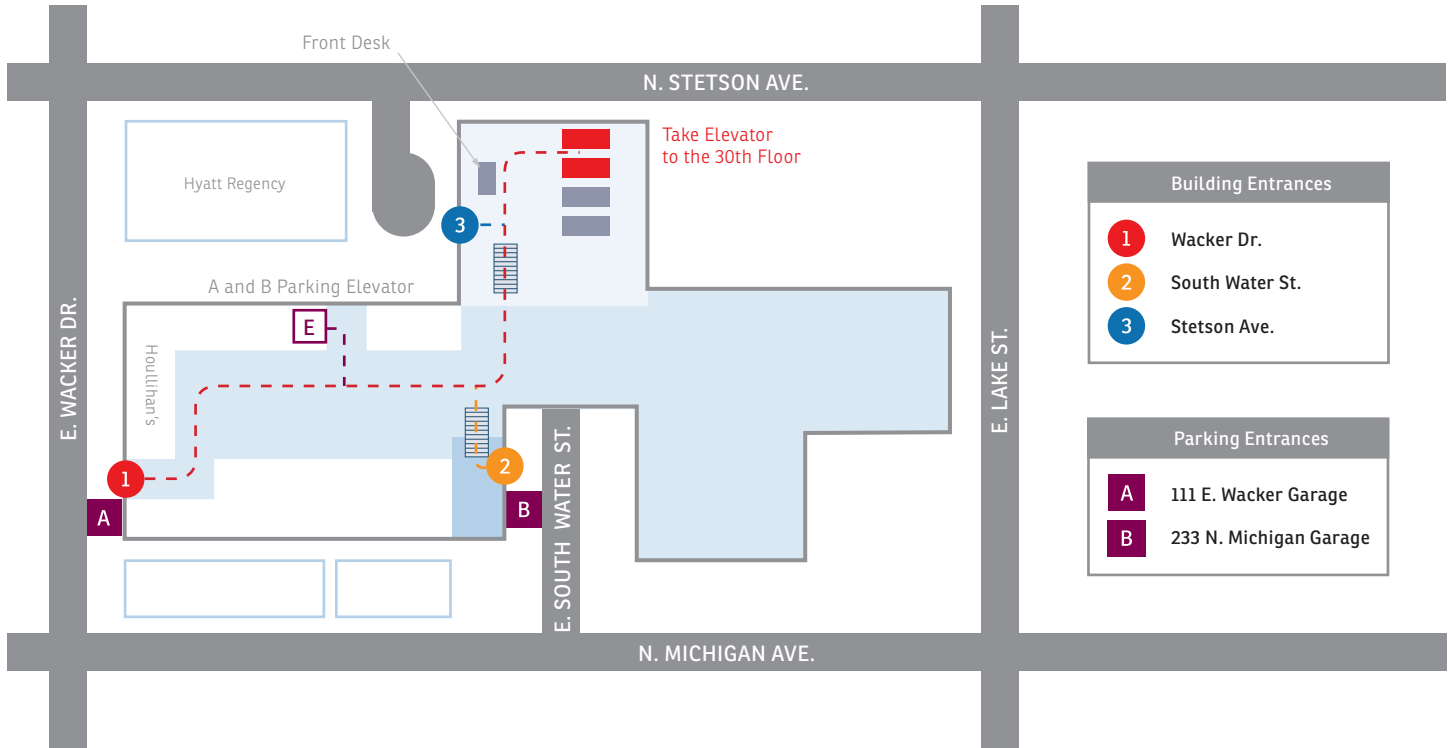 Front Desk
N. STETSON AVE.
Take Elevator
to the 30th Floor
Hyatt Regency
3
A and B Parking Elevator
E
Houllihan's
E. WACKER DR.
1
A
2
B
E. SOUTH WATER ST.
E. LAKE ST.
N. MICHIGAN AVE.
Building Entrances
1 Wacker Dr.
2 South Water St.
3 Stetson Ave.
Parking Entrances
A 111 E. Wacker Garage
B 233 N. Michigan Garage